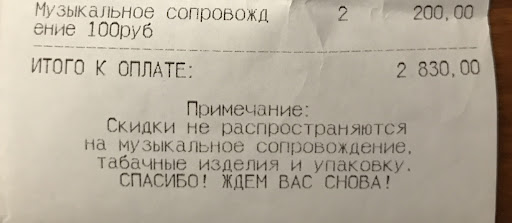 Музыкальное сопровожд 2 200,00
ение 100руб
ИТОГО К ОПЛАТЕ: 2 830,00
Примечание:
Скидки не распространяются
на музыкальное сопровождение,
табачные изделия и упаковку.
СПАСИБО! ЖДЕМ ВАС СНОВА!